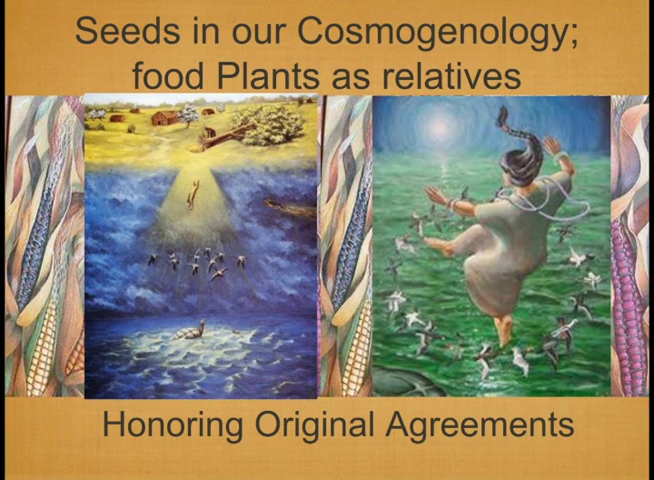 Seeds in our Cosmogenology;
food Plants as relatives
Honoring Original Agreements